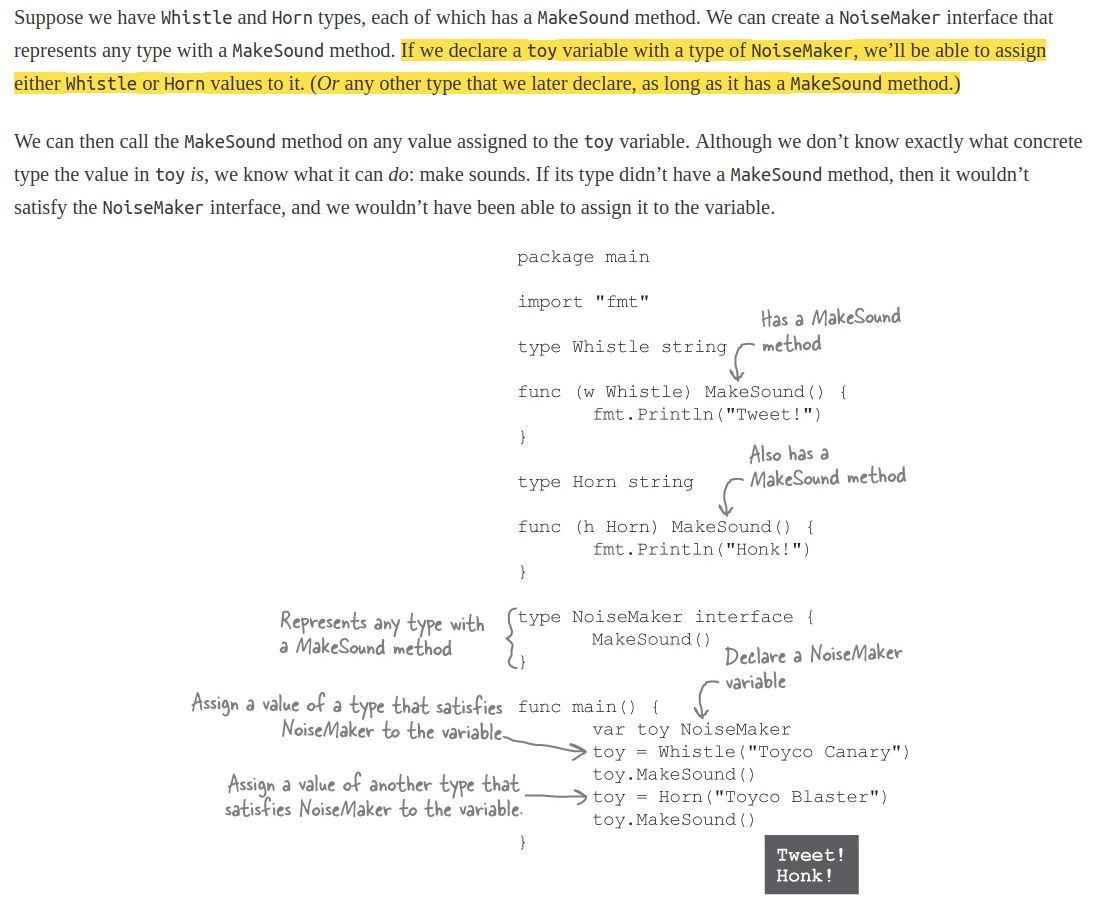 Suppose we have Whistle and Horn types, each of which has a MakeSound method. We can create a NoiseMaker interface that
represents any type with a MakeSound method. If we declare a toy variable with a type of NoiseMaker, we’ll be able to assign
either Whistle or Horn values to it. (Or any other type that we later declare, as long as it has a MakeSound method.)
We can then call the MakeSound method on any value assigned to the toy variable. Although we don’t know exactly what concrete
type the value in toy is, we know what it can do: make sounds. If its type didn’t have a MakeSound method, then it wouldn’t
satisfy the NoiseMaker interface, and we wouldn’t have been able to assign it to the variable.
package main
import "fmt"
Has a MakeSound
method
type Whistle string
func (w Whistle) MakeSound() {
fmt.Println("Tweet!")
}
Also has a
MakeSound method
type Horn string
func (h Horn) MakeSound() {
fmt.Println("Honk!")
}
Represents any type with
a MakeSound method
type NoiseMaker interface {
MakeSound()
}
Declare a NoiseMaker
variable
func main() {
var toy NoiseMaker
Assign a value of a type that satisfies
NoiseMaker to the variable.
toy = Whistle("Toyco Canary")
toy.MakeSound()
Assign a value of another type that
satisfies NoiseMaker to the variable.
toy = Horn("Toyco Blaster")
toy.MakeSound()
}
Tweet!
Honk!